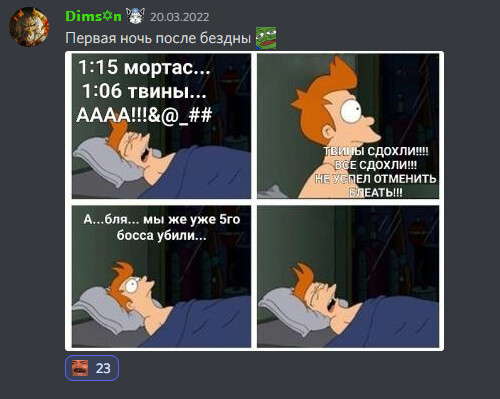 Dims✡n 20.03.2022
Первая ночь после бездны
1:15 мортас...
1:06 твины...
АААА!!!&@_##
ТВИНЫ СДОХЛИ!!!!
ВСЕ СДОХЛИ!!!
НЕ УСПЕЛ ОТМЕНИТЬ
БЛЕАТЬ!!!
А...бля... мы же уже 5го
босса убили...
23